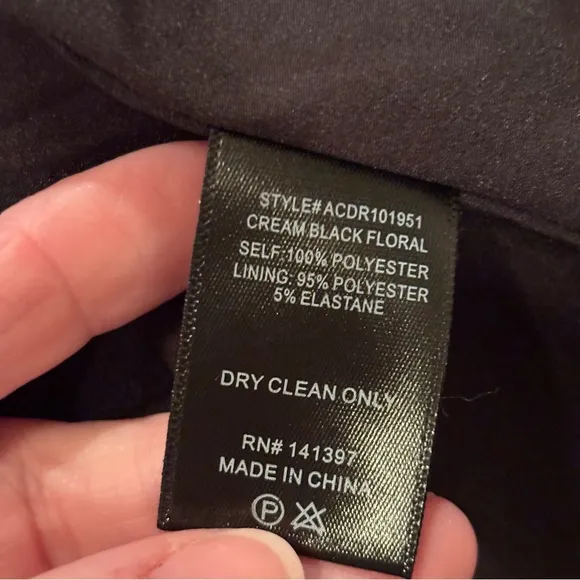 STYLE# ACDR101951
CREAM BLACK FLORAL
SELF:100% POLYESTER
LINING: 95% POLYESTER
5% ELASTANE
DRY CLEAN ONLY
RN# 141397
MADE IN CHINA
P